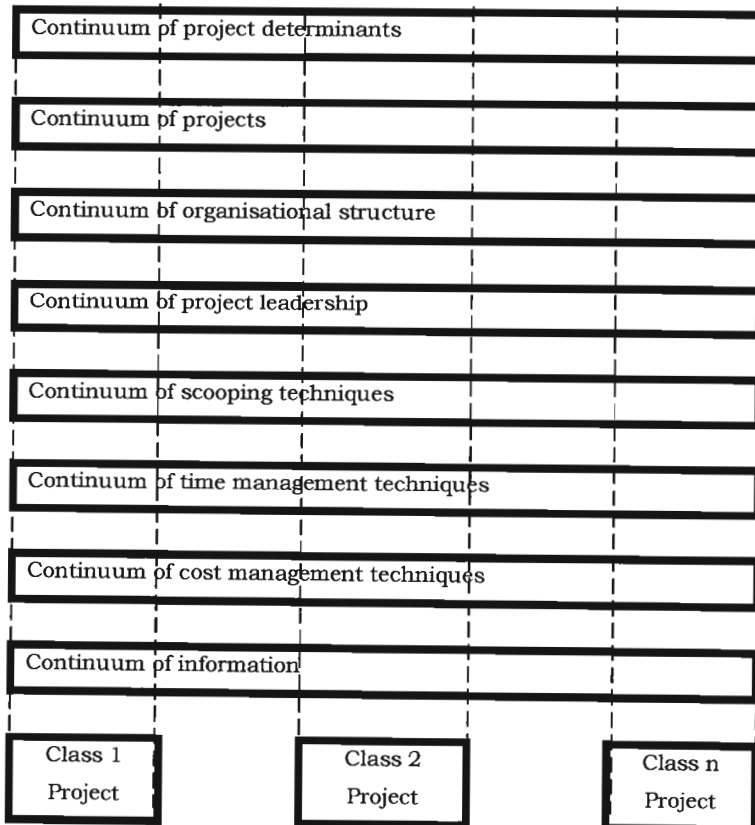 Continuum of project determinants
Continuum of projects
Continuum of organisational structure
Continuum of project leadership
Continuum of scooping techniques
Continuum of time management techniques
Continuum of cost management techniques
Continuum of information
Class 1
Project
Class 2
Project
Class n
Project